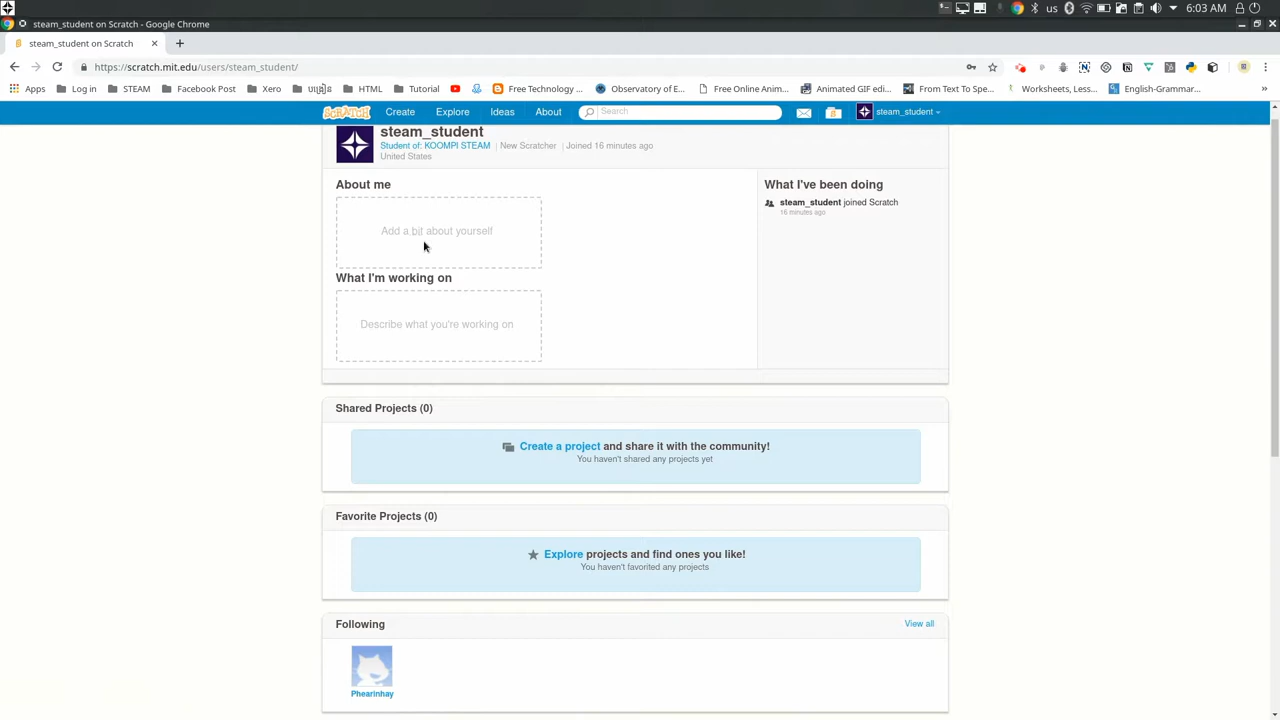 us
6:03 AM
steam_student on Scratch - Google Chrome
steam_student on Scratch
https://scratch.mit.edu/users/steam_student/
Apps
Log in
STEAM
Facebook Post
Xero
HTML
Tutorial
Free Technology ...
Observatory of E...
Free Online Anim...
Animated GIF edi...
From Text To Spe...
Worksheets, Less...
English-Grammar...
SCRATCH
Create
Explore
Ideas
About
Search
steam_student
steam_student
Student of: KOOMPI STEAM | New Scratcher | Joined 16 minutes ago
United States
About me
Add a bit about yourself
What I'm working on
Describe what you're working on
What I've been doing
steam_student joined Scratch
16 minutes ago
Shared Projects (0)
Create a project and share it with the community!
You haven't shared any projects yet
Favorite Projects (0)
Explore projects and find ones you like!
You haven't favorited any projects
Following
View all
Phearinhay